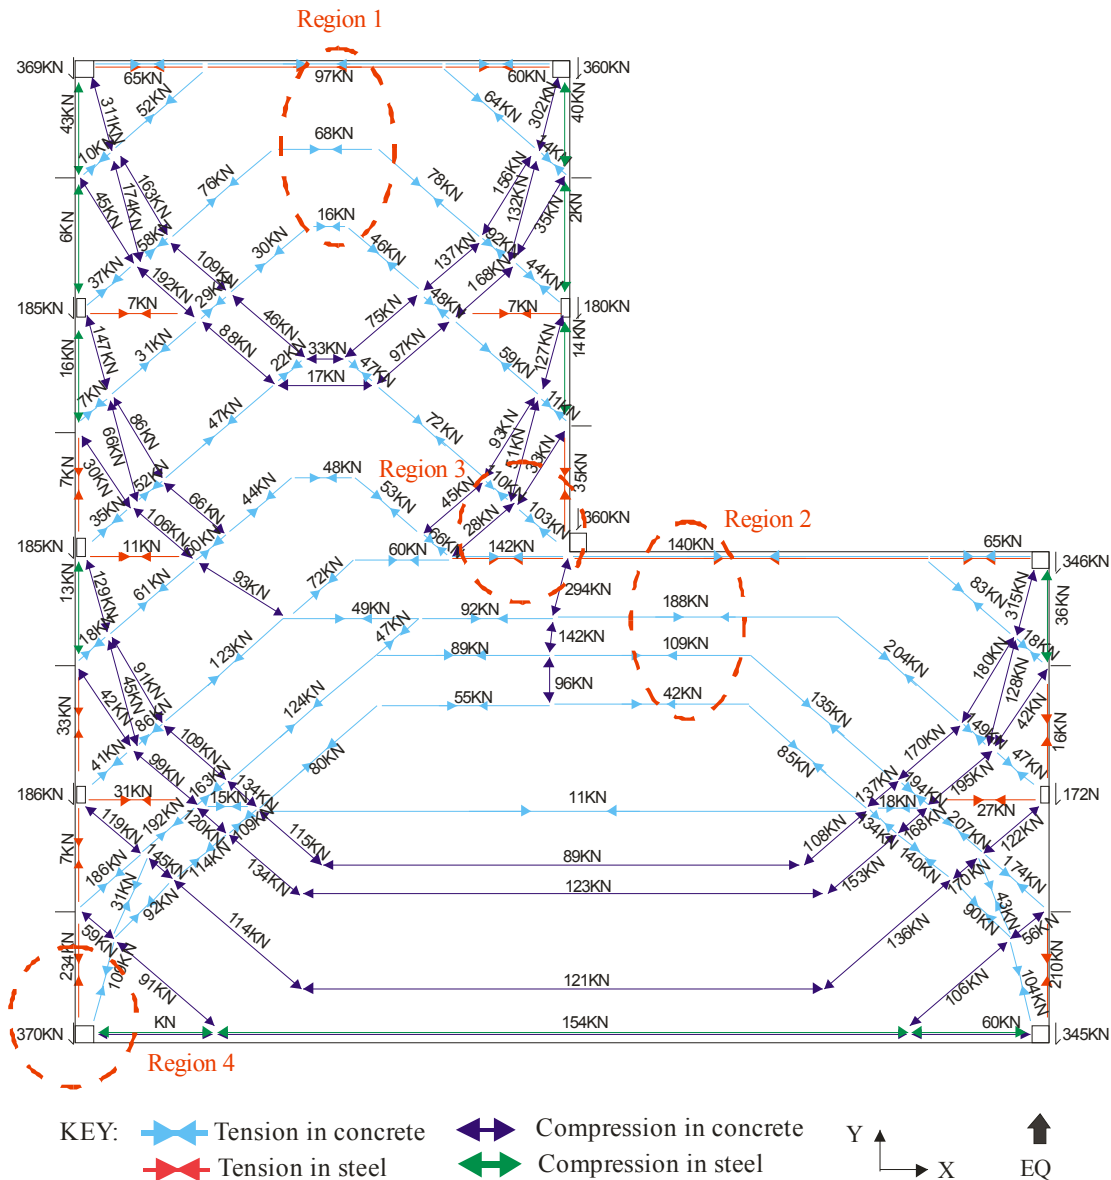 Region 1
369KN
65KN
97KN
60KN
360KN
43KN
311KN
52KN
64KN
302KN
40KN
10KN
68KN
163KN
174KN
45KN
76KN
78KN
156KN
132KN
35KN
2KN
6KN
58KN
16KN
92KN
37KN
192KN
109KN
30KN
46KN
137KN
168KN
44KN
29KN
48KN
185KN
7KN
7KN
180KN
147KN
31KN
88KN
46KN
75KN
97KN
127KN
14KN
16KN
33KN
22KN
47KN
59KN
17KN
7KN
11KN
86KN
66KN
47KN
72KN
93KN
51KN
33KN
30KN
7KN
52KN
48KN
Region 3
35KN
66KN
44KN
53KN
45KN
35KN
106KN
28KN
103KN
360KN
Region 2
185KN
11KN
60KN
66KN
142KN
140KN
65KN
346KN
13KN
129KN
61KN
93KN
72KN
294KN
83KN
315KN
36KN
18KN
49KN
92KN
188KN
47KN
142KN
18KN
91KN
45KN
42KN
123KN
89KN
109KN
204KN
180KN
128KN
42KN
33KN
186KN
124KN
96KN
55KN
42KN
135KN
149KN
16KN
41KN
99KN
109KN
80KN
85KN
170KN
195KN
47KN
163KN
134KN
137KN
194KN
186KN
31KN
15KN
11KN
18KN
27KN
172N
119KN
192KN
120KN
109KN
115KN
108KN
134KN
168KN
207KN
122KN
7KN
186KN
145KN
114KN
134KN
89KN
153KN
140KN
170KN
174KN
31KN
92KN
123KN
90KN
43KN
59KN
114KN
136KN
56KN
234KN
91KN
121KN
106KN
104KN
210KN
370KN
KN
154KN
60KN
345KN
Region 4
KEY:
Tension in concrete
Compression in concrete
Tension in steel
Compression in steel
Y
X
EQ